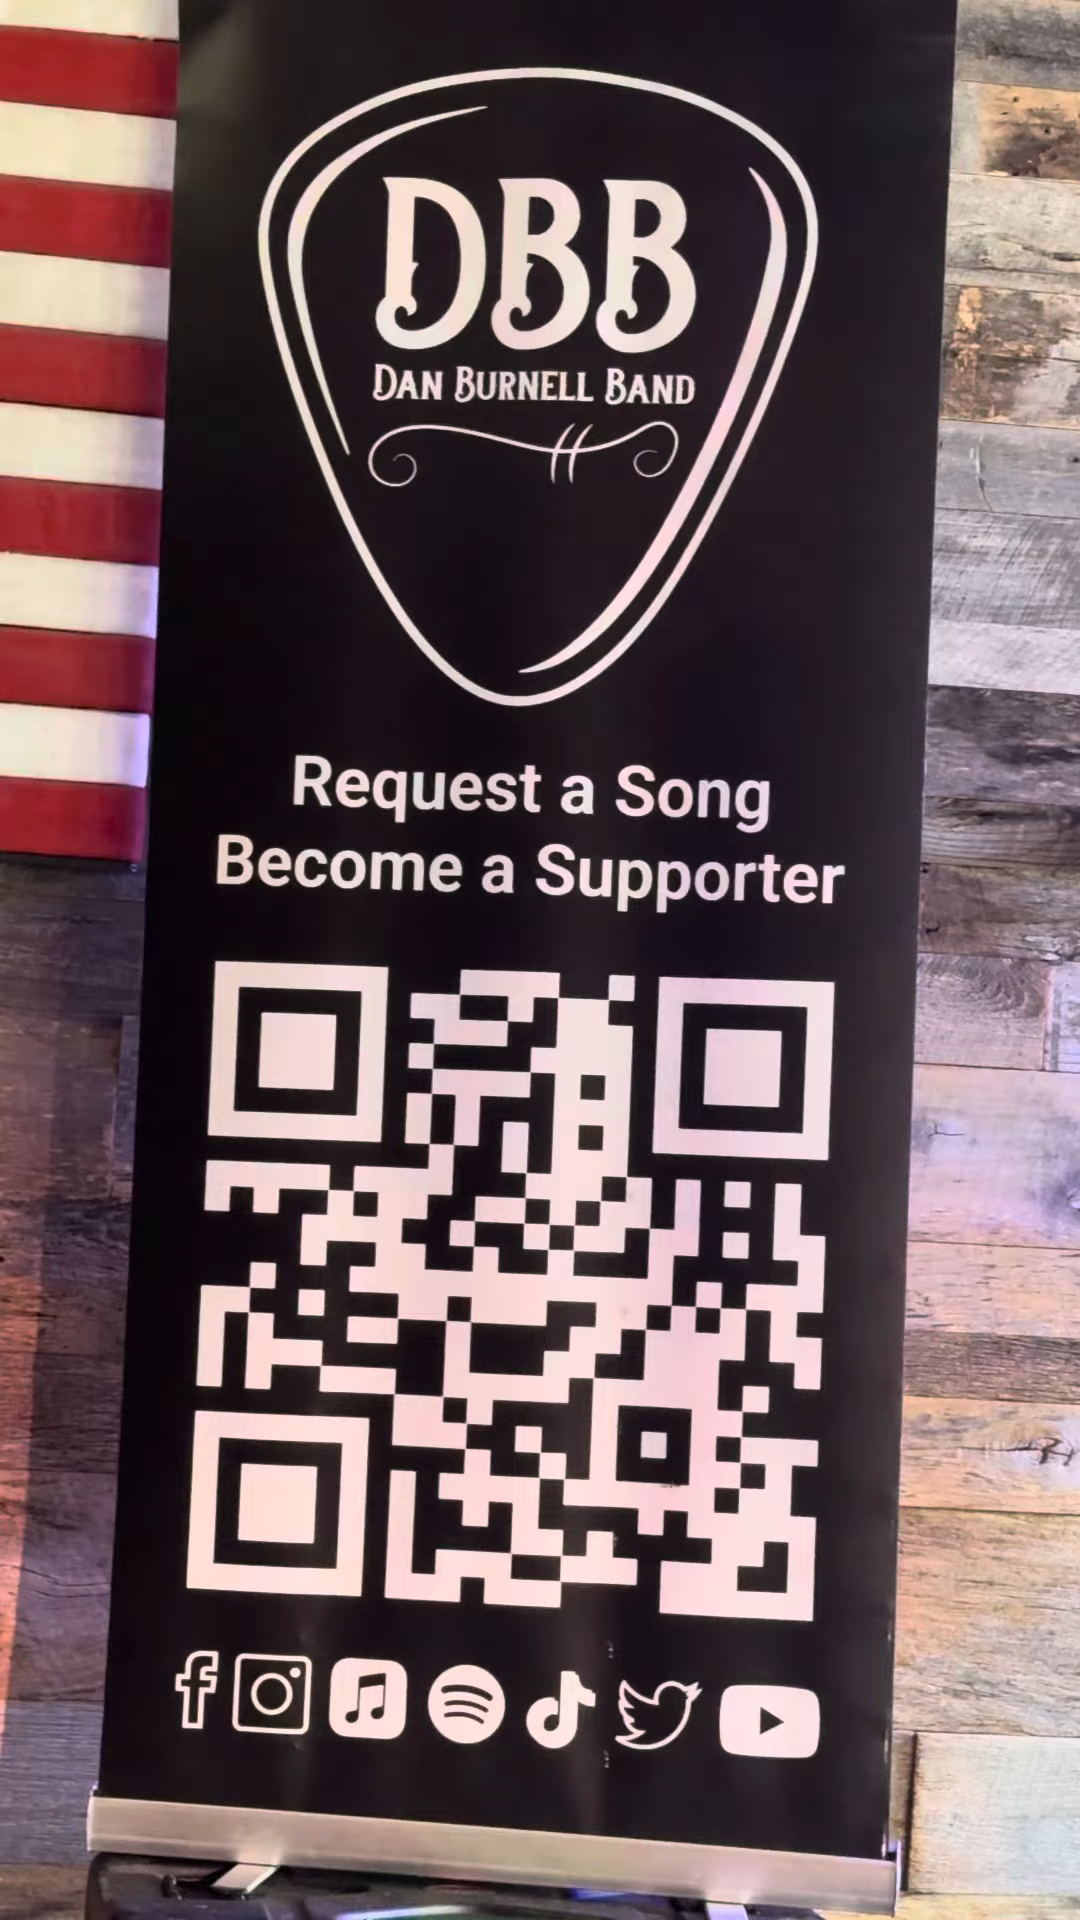 DBB
DAN BURNELL BAND
Request a Song
Become a Supporter